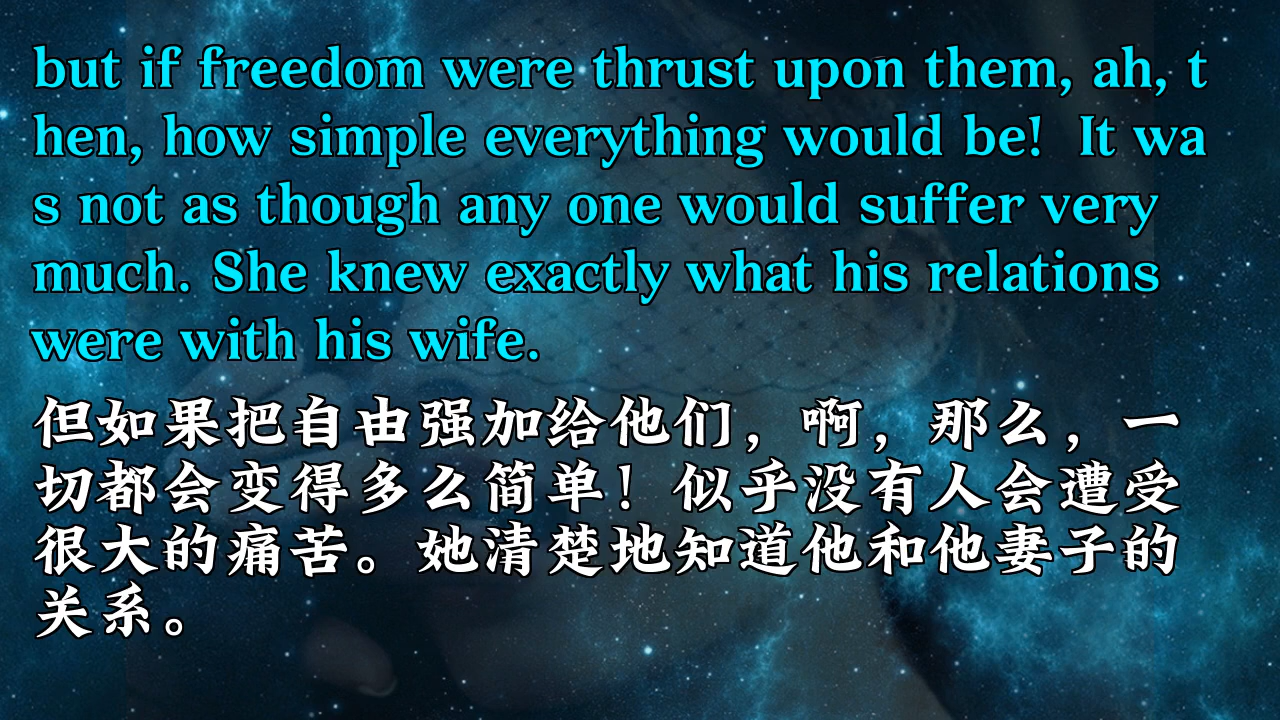 but if freedom were thrust upon them, ah, t
hen, how simple everything would be!  It wa
s not as though any one would suffer very
much. She knew exactly what his relations
were with his wife.
但如果把自由强加给他们，啊，那么，一
切都会变得多么简单！似乎没有人会遭受
很大的痛苦。她清楚地知道他和他妻子的
关系。